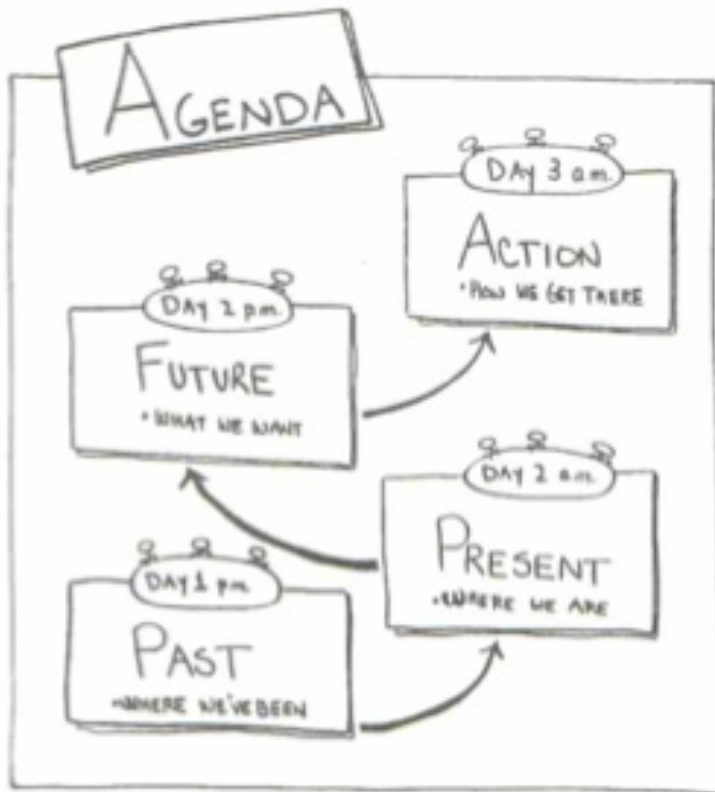 AGENDA
DAY 3 a.m.
ACTION
• HOW WE GET THERE
DAY 2 p.m.
FUTURE
• WHAT WE WANT
DAY 2 a.m.
PRESENT
• WHERE WE ARE
DAY 1 p.m.
PAST
• WHERE WE'VE BEEN